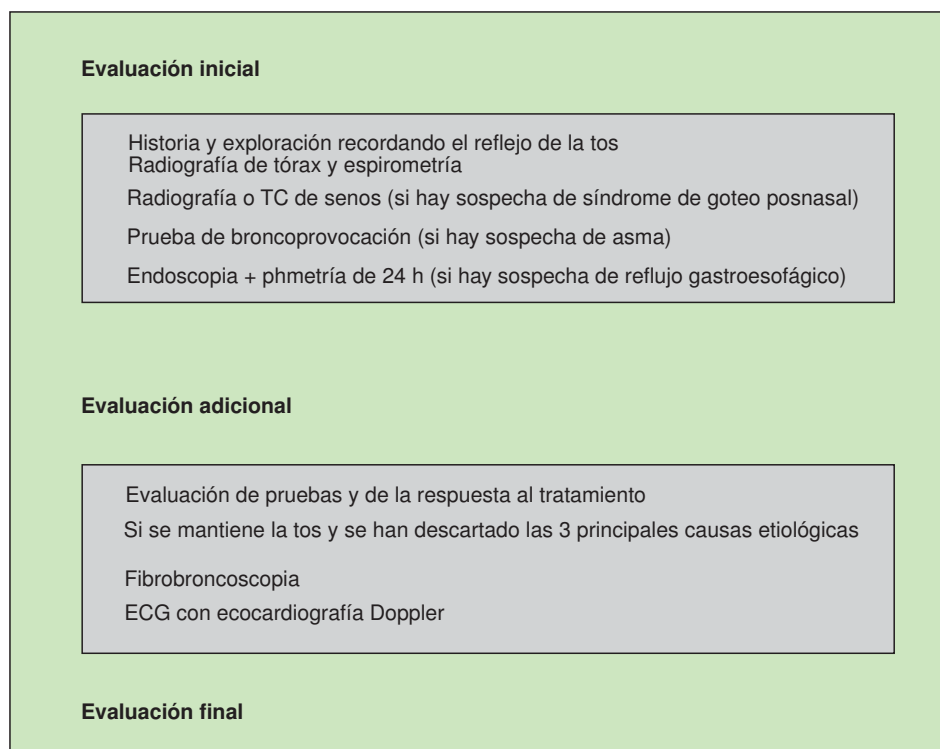 Evaluación inicial
Historia y exploración recordando el reflejo de la tos
Radiografía de tórax y espirometría
Radiografía o TC de senos (si hay sospecha de síndrome de goteo posnasal)
Prueba de broncoprovocación (si hay sospecha de asma)
Endoscopia + phmetría de 24 h (si hay sospecha de reflujo gastroesofágico)
Evaluación adicional
Evaluación de pruebas y de la respuesta al tratamiento
Si se mantiene la tos y se han descartado las 3 principales causas etiológicas
Fibrobroncoscopia
ECG con ecocardiografía Doppler
Evaluación final